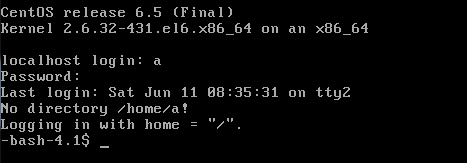 CentOS release 6.5 (Final)
Kernel 2.6.32-431.el6.x86_64 on an x86_64
localhost login: a
Password:
Last login: Sat Jun 11 08:35:31 on tty2
No directory /home/a!
Logging in with home = "/".
-bash-4.1$ _